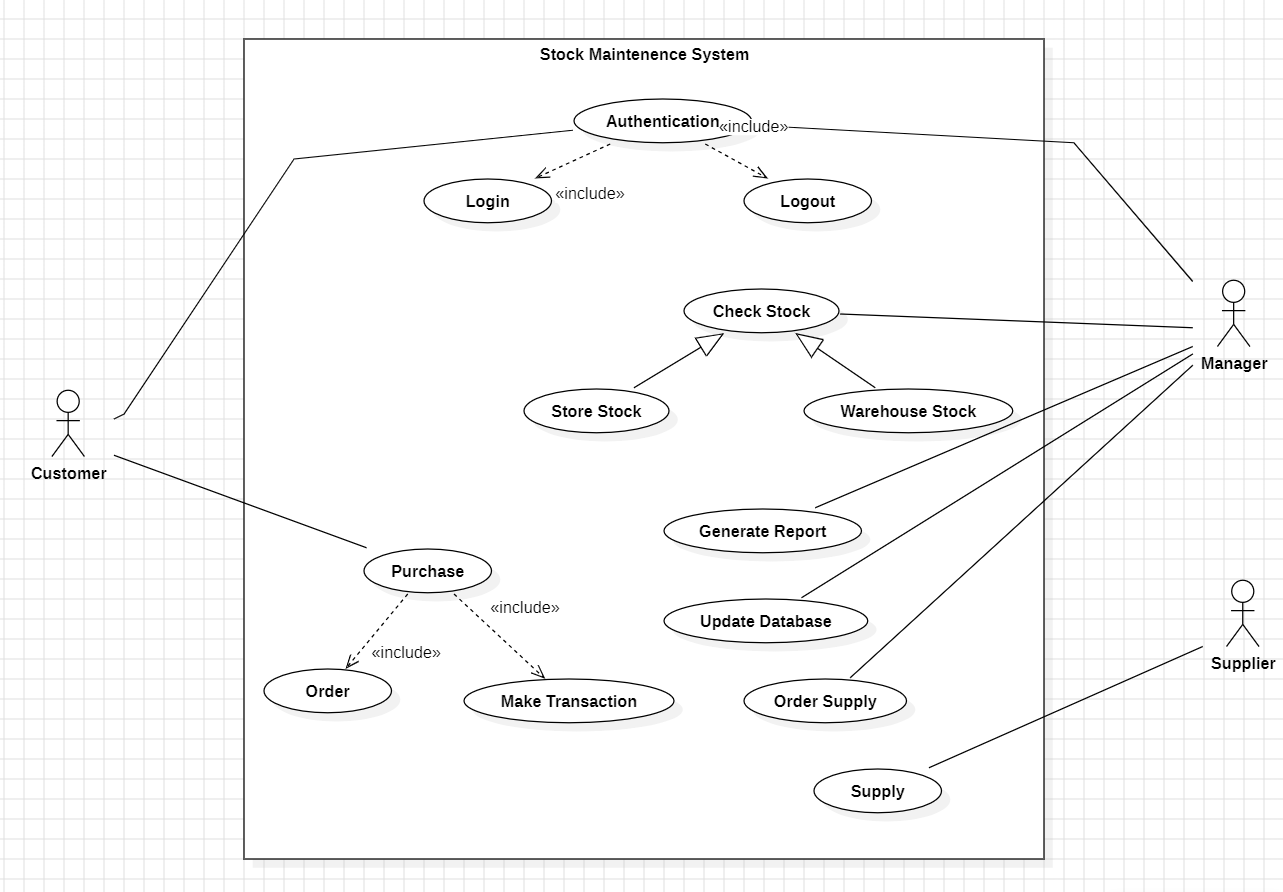 Stock Maintenence System
Authentication
«include»
Login
«include»
Logout
Check Stock
Manager
Store Stock
Warehouse Stock
Customer
Generate Report
Purchase
«include»
Update Database
«include»
Supplier
Order
Make Transaction
Order Supply
Supply